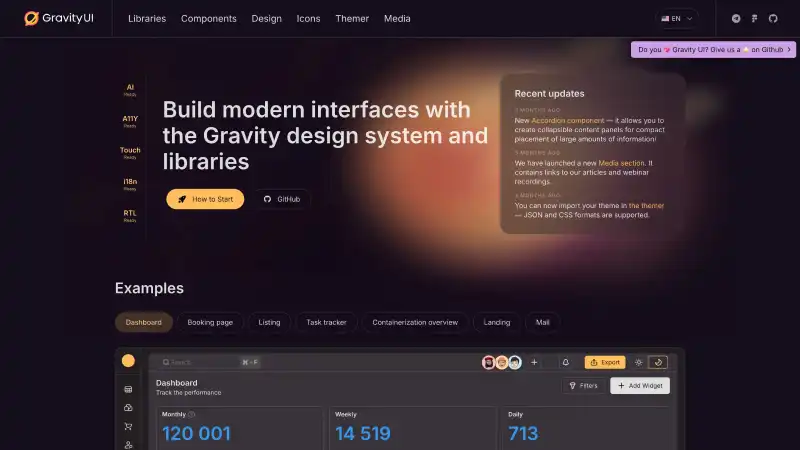 GravityUI
Libraries
Components
Design
Icons
Themer
Media
EN
Do you 💖 Gravity UI? Give us a ⭐ on Github
AI
Ready
A11Y
Ready
Touch
Ready
i18n
Ready
RTL
Ready
Build modern interfaces with
the Gravity design system and
libraries
How to Start
GitHub
Recent updates
MONTHS AGO
New Accordion component — it allows you to
create collapsible content panels for compact
placement of large amounts of information!
MONTHS AGO
We have launched a new Media section. It
contains links to our articles and webinar
recordings.
MONTHS AGO
You can now import your theme in the themer
— JSON and CSS formats are supported.
Examples
Dashboard
Booking page
Listing
Task tracker
Containerization overview
Landing
Mail
Search
⌘ + F
Export
Dashboard
Track the performance
Filters
Add Widget
Monthly
120 001
Weekly
14 519
Daily
713